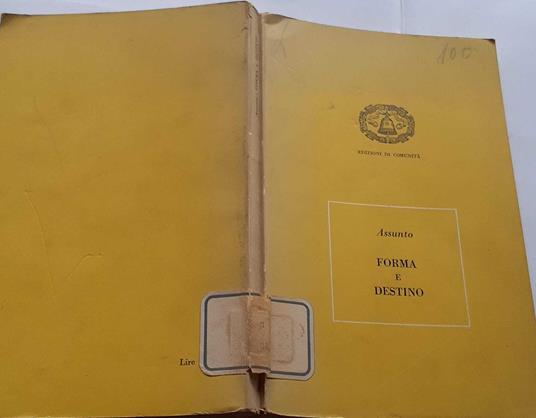 100
EDIZIONI DI COMUNITÀ
Assunto
FORMA
E
DESTINO
Lire